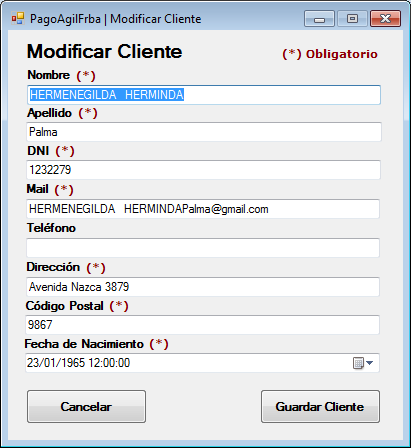 PagoAgilFrba | Modificar Cliente
Modificar Cliente (*) Obligatorio
Nombre (*)
HERMENEGILDA   HERMINDA
Apellido (*)
Palma
DNI (*)
1232279
Mail (*)
HERMENEGILDA   HERMINDAPalma@gmail.com
Teléfono
Dirección (*)
Avenida Nazca 3879
Código Postal (*)
9867
Fecha de Nacimiento (*)
23/01/1965 12:00:00
Cancelar Guardar Cliente